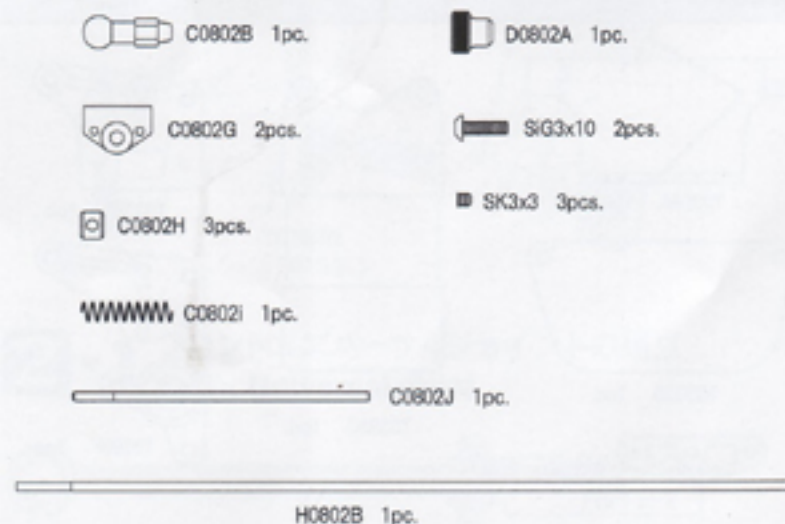 C0802B 1pc.
D0802A 1pc.
C0802G 2pcs.
SiG3x10 2pcs.
C0802H 3pcs.
SK3x3 3pcs.
C0802i 1pc.
C0802J 1pc.
H0802B 1pc.